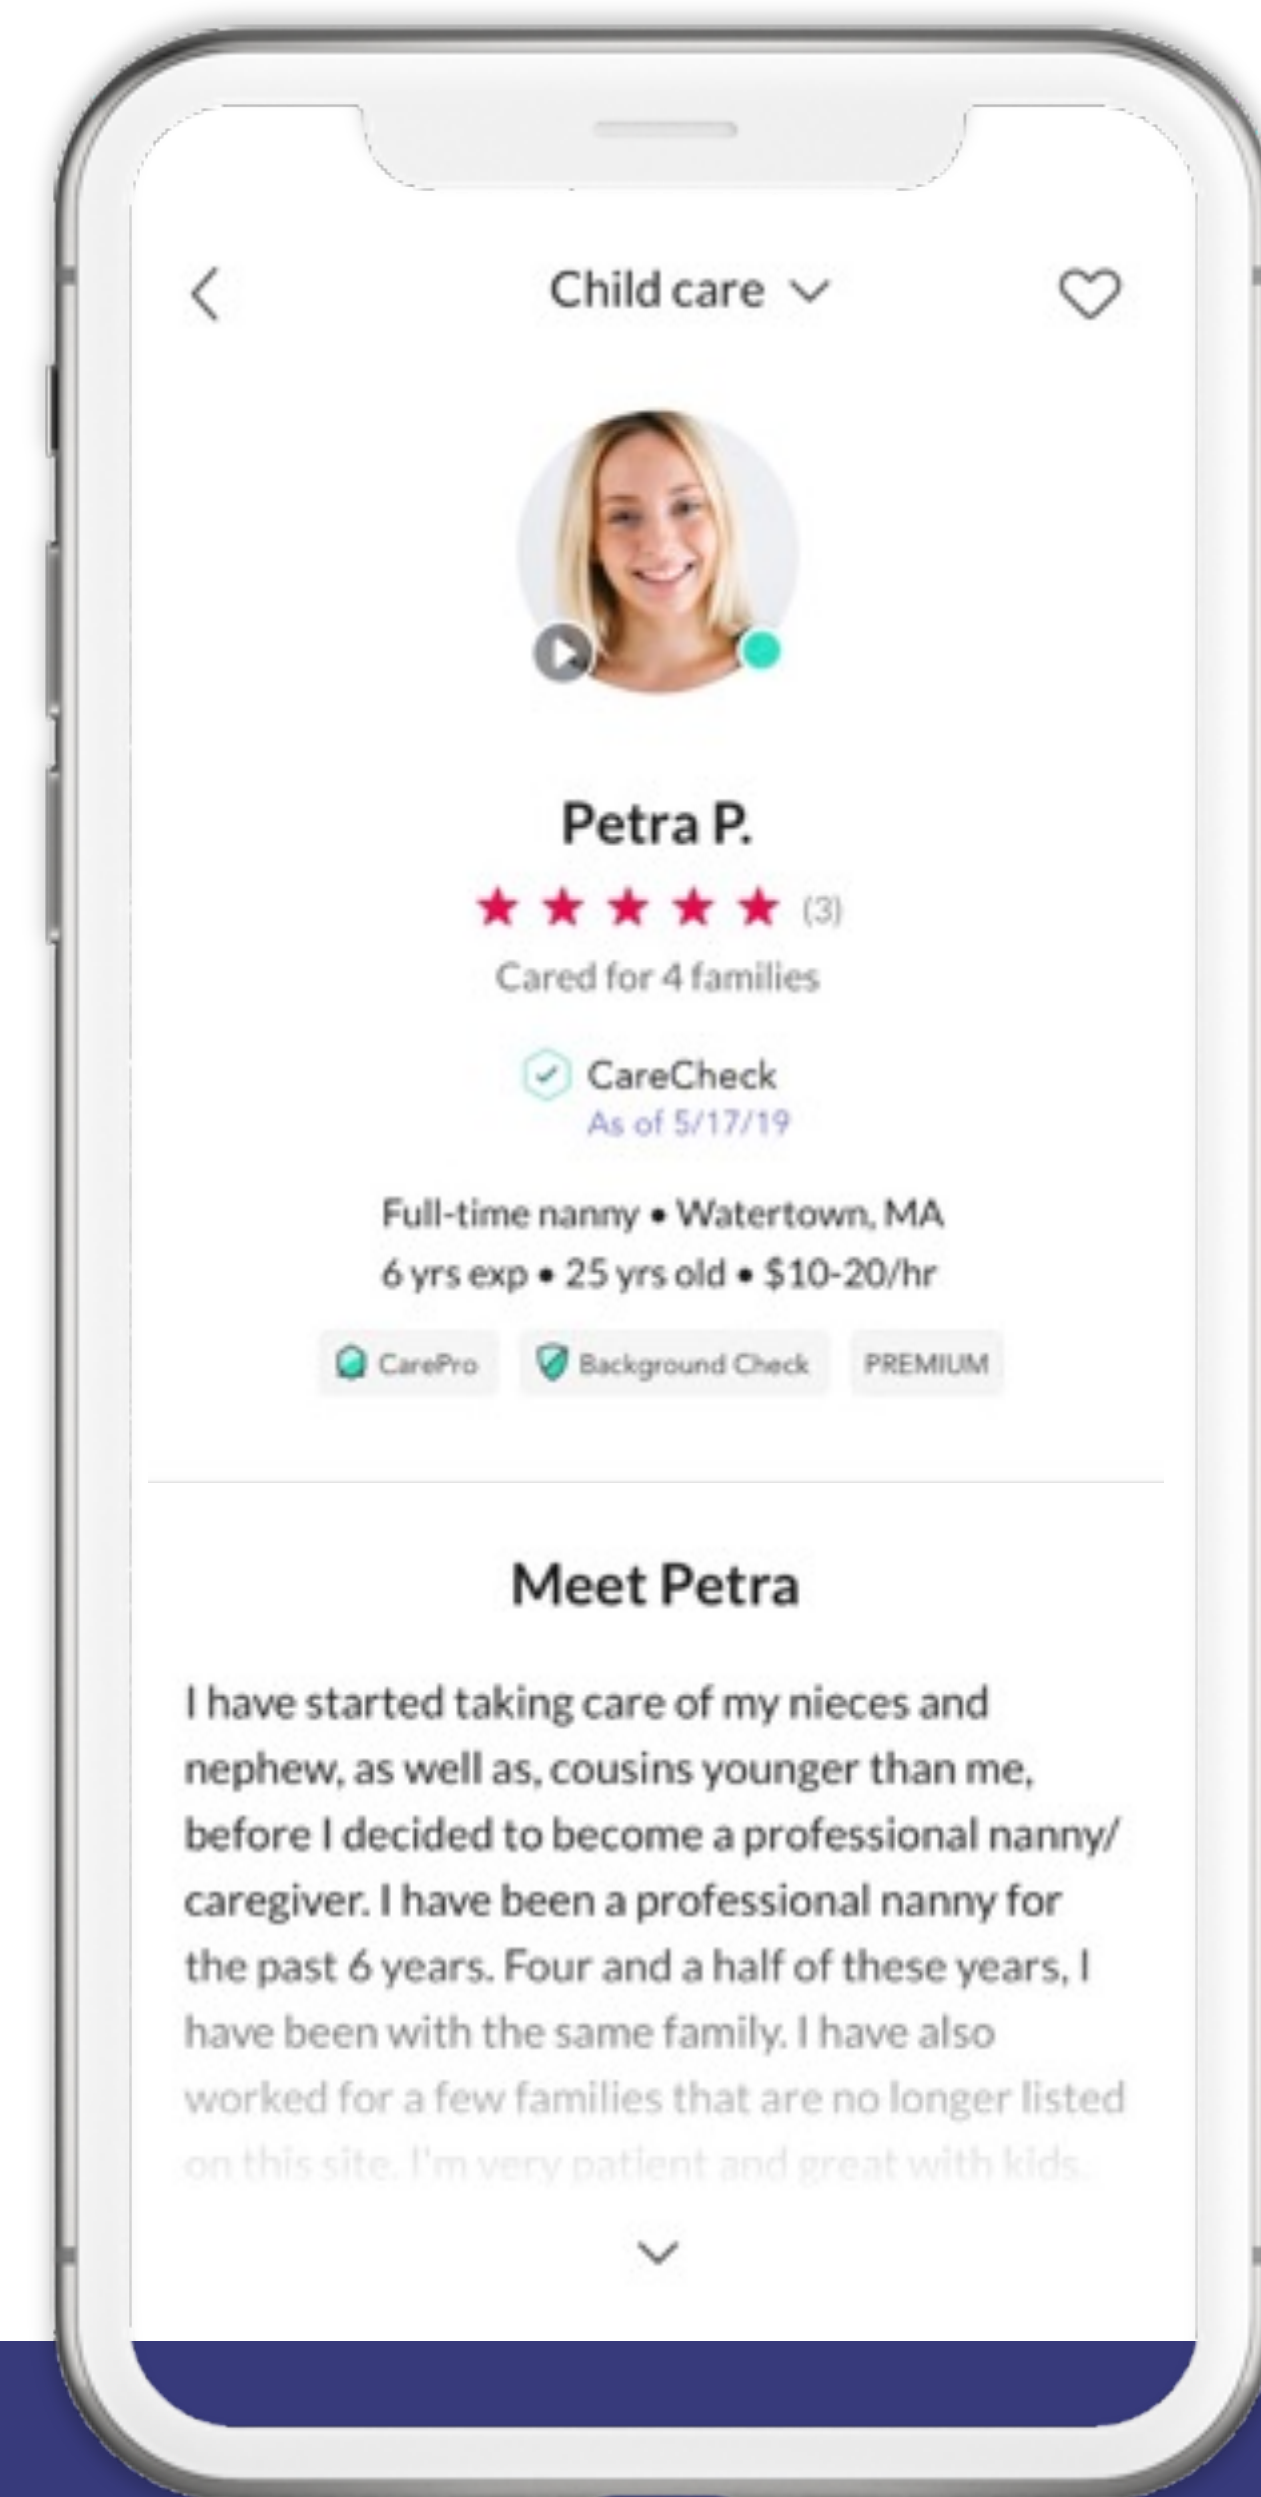 Child care
Petra P.
(3)
Cared for 4 families
CareCheck
As of 5/17/19
Full-time nanny • Watertown, MA
6 yrs exp • 25 yrs old • $10-20/hr
CarePro
Background Check
PREMIUM
Meet Petra
I have started taking care of my nieces and
nephew, as well as, cousins younger than me,
before I decided to become a professional nanny/
caregiver. I have been a professional nanny for
the past 6 years. Four and a half of these years, I
have been with the same family. I have also
worked for a few families that are no longer listed
on this site. I'm very patient and great with kids.